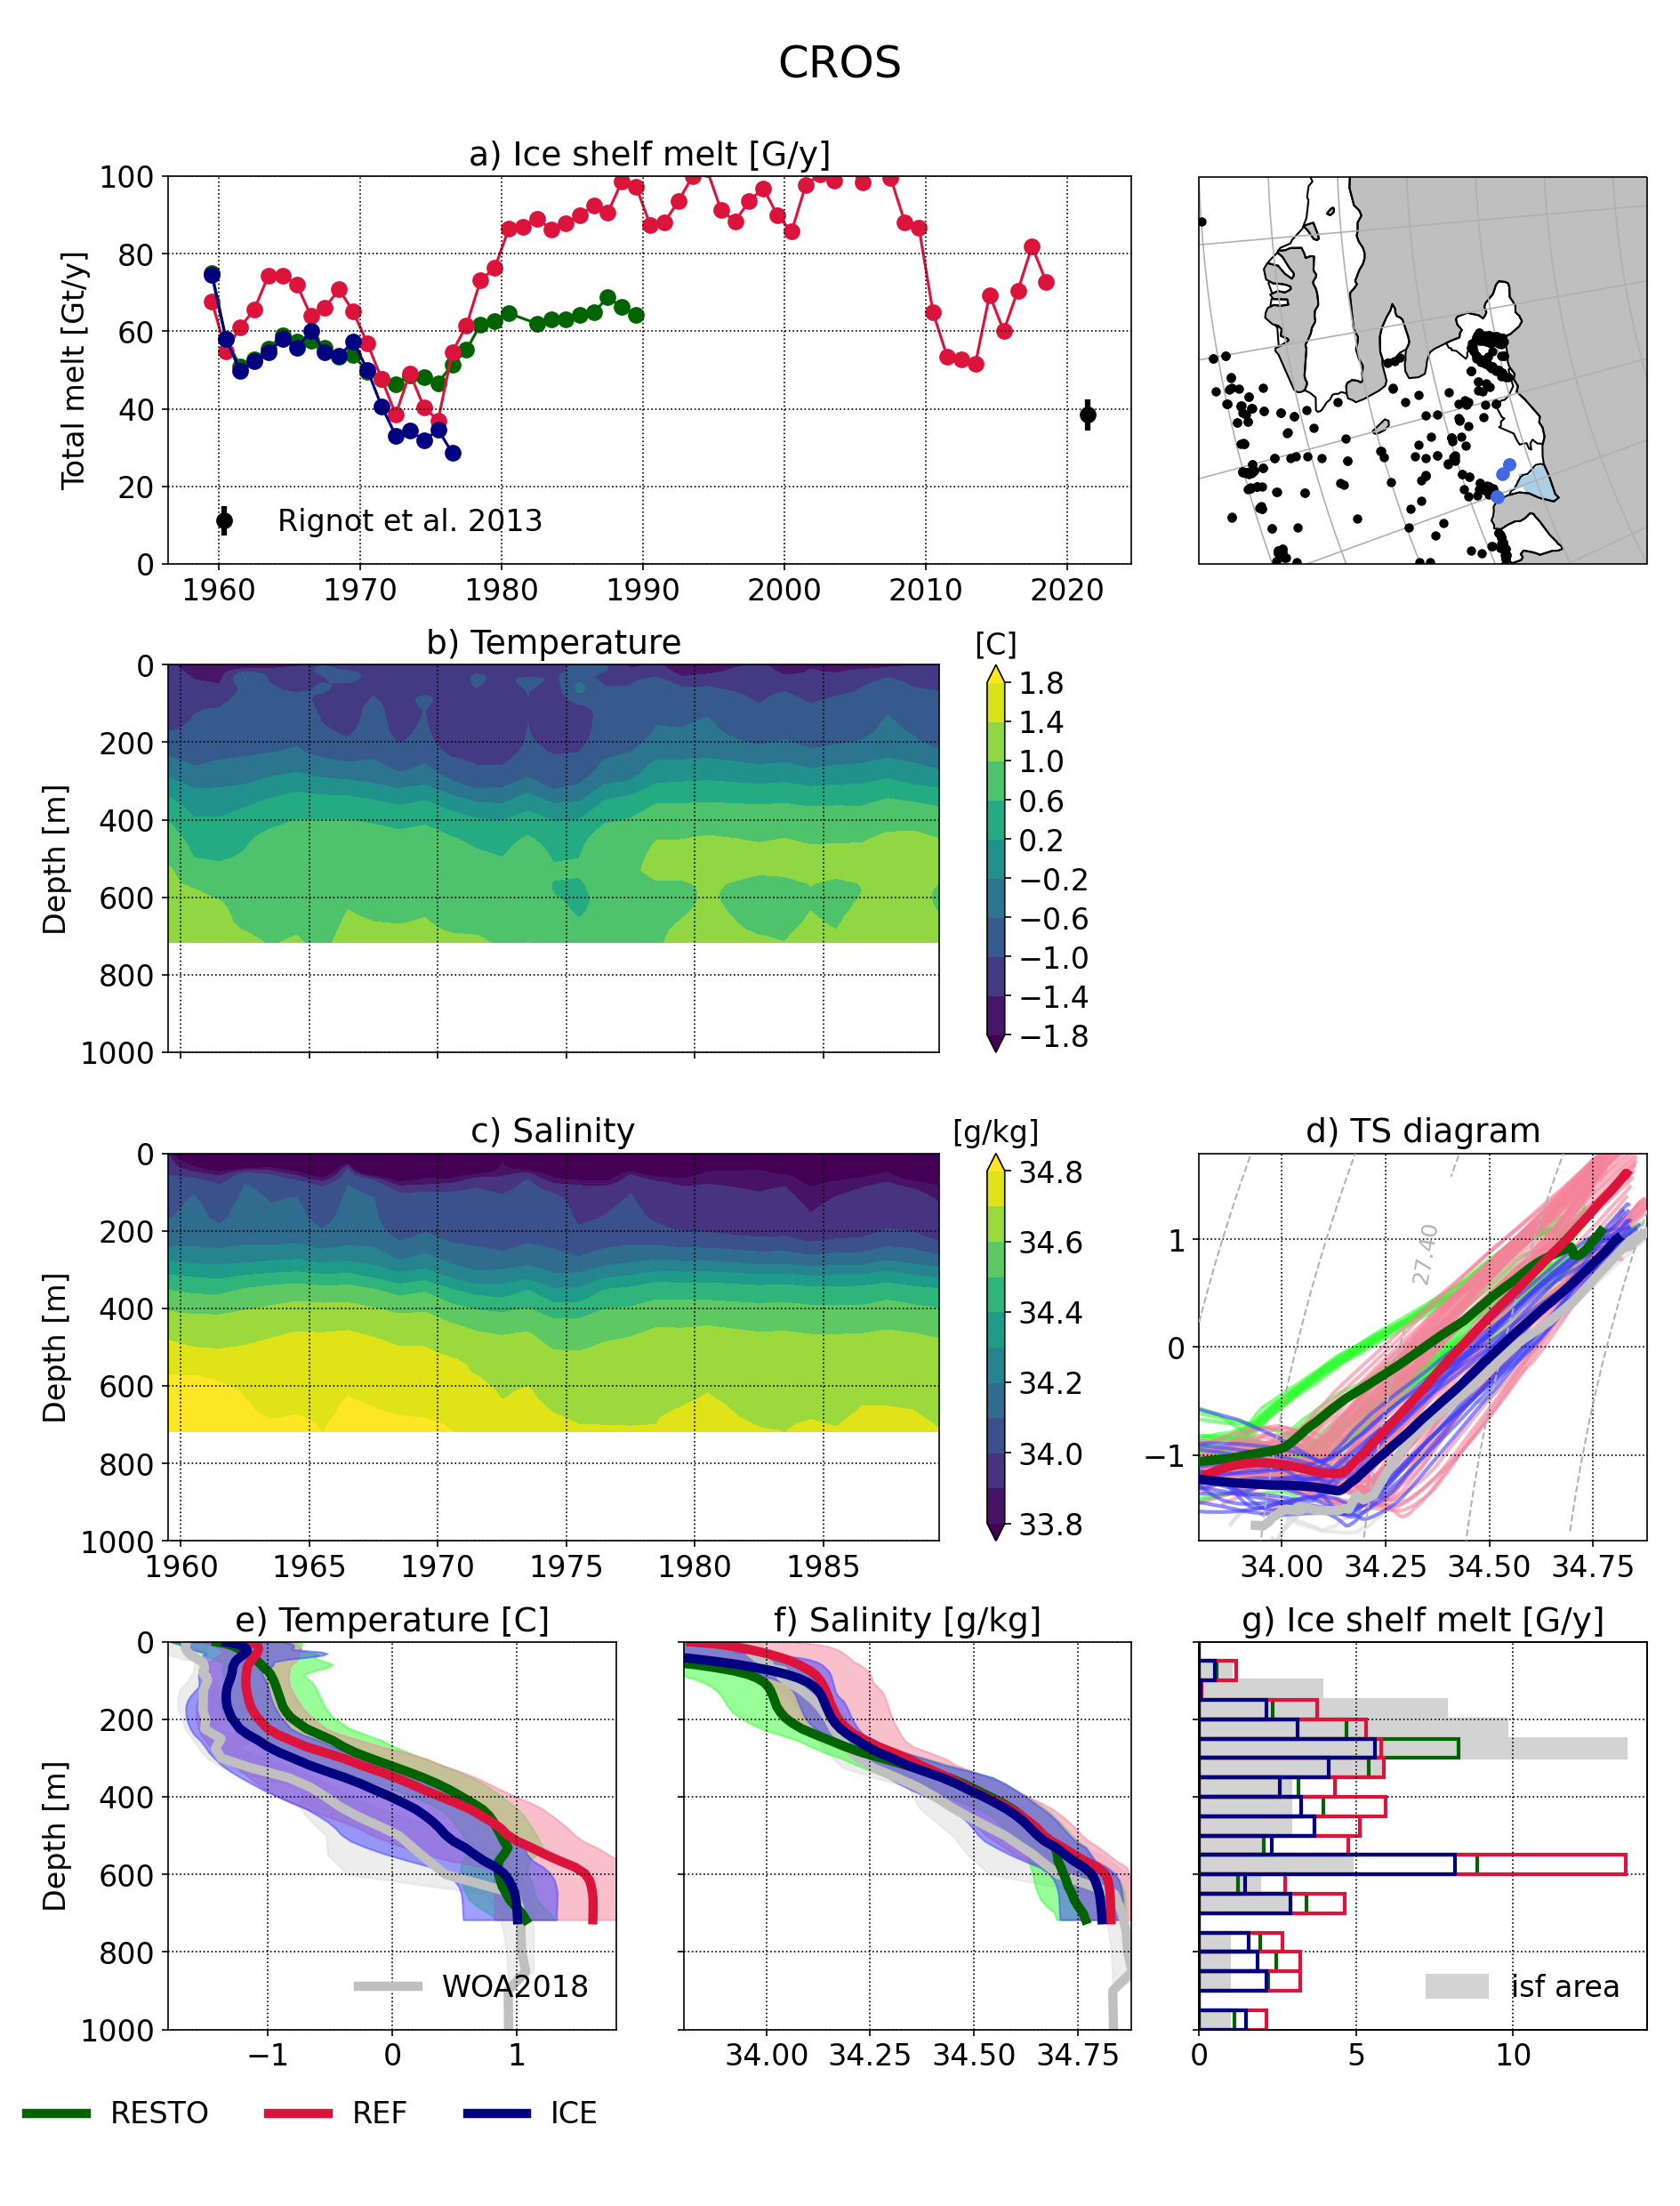 CROS
a) Ice shelf melt [G/y]
Total melt [Gt/y]
100
80
60
40
20
0
Rignot et al. 2013
1960 1970 1980 1990 2000 2010 2020
b) Temperature
[C]
Depth [m]
0
200
400
600
800
1000
1.8
1.4
1.0
0.6
0.2
−0.2
−0.6
−1.0
−1.4
−1.8
c) Salinity
[g/kg]
Depth [m]
0
200
400
600
800
1000
1960 1965 1970 1975 1980 1985
34.8
34.6
34.4
34.2
34.0
33.8
d) TS diagram
1
0
−1
27.40
34.00 34.25 34.50 34.75
e) Temperature [C]
Depth [m]
0
200
400
600
800
1000
WOA2018
−1 0 1
f) Salinity [g/kg]
34.00 34.25 34.50 34.75
g) Ice shelf melt [G/y]
isf area
0 5 10
RESTO REF ICE